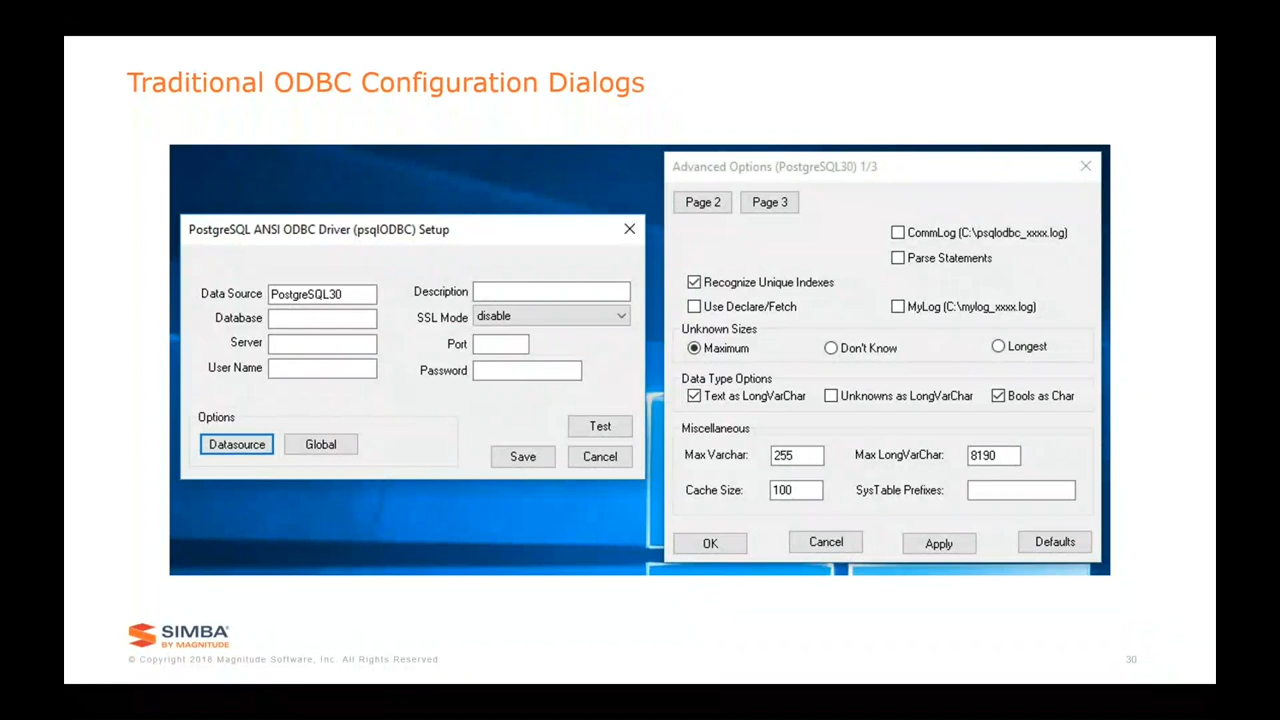 Traditional ODBC Configuration Dialogs
PostgreSQL ANSI ODBC Driver (psqlODBC) Setup
Data Source PostgreSQL30
Description
Database
SSL Mode disable
Server
Port
User Name
Password
Options
Datasource Global
Test
Save Cancel
Advanced Options (PostgreSQL30) 1/3
Page 2 Page 3
CommLog (C:\psqlodbc_xxxx.log)
Parse Statements
Recognize Unique Indexes
Use Declare/Fetch MyLog (C:\mylog_xxxx.log)
Unknown Sizes
Maximum Don't Know Longest
Data Type Options
Text as LongVarChar Unknowns as LongVarChar Bools as Char
Miscellaneous
Max Varchar: 255 Max LongVarChar: 8190
Cache Size: 100 SysTable Prefixes:
OK Cancel Apply Defaults
SIMBA
BY MAGNITUDE
© Copyright 2018 Magnitude Software, Inc. All Rights Reserved
30